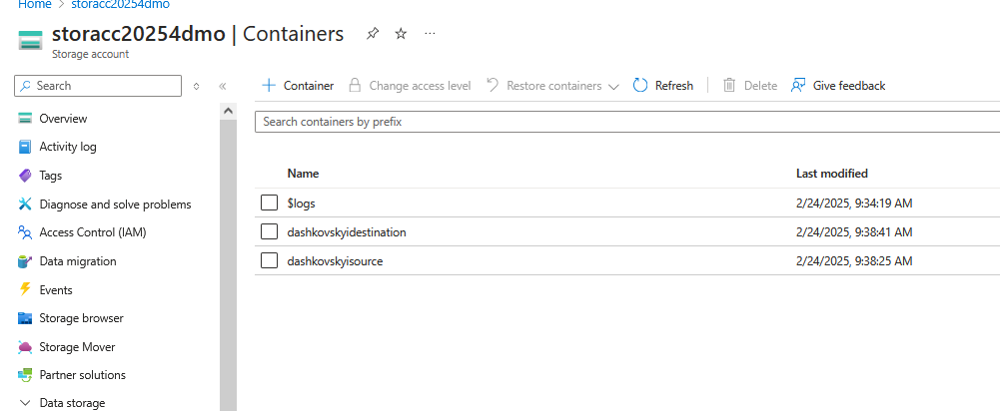 Home > storacc20254dmo
storacc20254dmo | Containers
Storage account
Search
Container Change access level Restore containers Refresh Delete Give feedback
Search containers by prefix
Overview
Activity log
Tags
Diagnose and solve problems
Access Control (IAM)
Data migration
Events
Storage browser
Storage Mover
Partner solutions
Data storage
Name Last modified
$logs 2/24/2025, 9:34:19 AM
dashkovskyidestination 2/24/2025, 9:38:41 AM
dashkovskyisource 2/24/2025, 9:38:25 AM